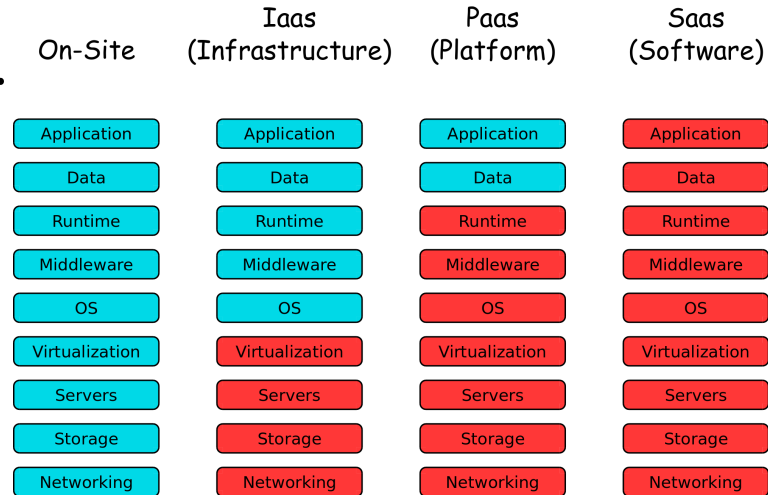 On-Site
Iaas
(Infrastructure)
Paas
(Platform)
Saas
(Software)
Application Application Application Application
Data Data Data Data
Runtime Runtime Runtime Runtime
Middleware Middleware Middleware Middleware
OS OS OS OS
Virtualization Virtualization Virtualization Virtualization
Servers Servers Servers Servers
Storage Storage Storage Storage
Networking Networking Networking Networking